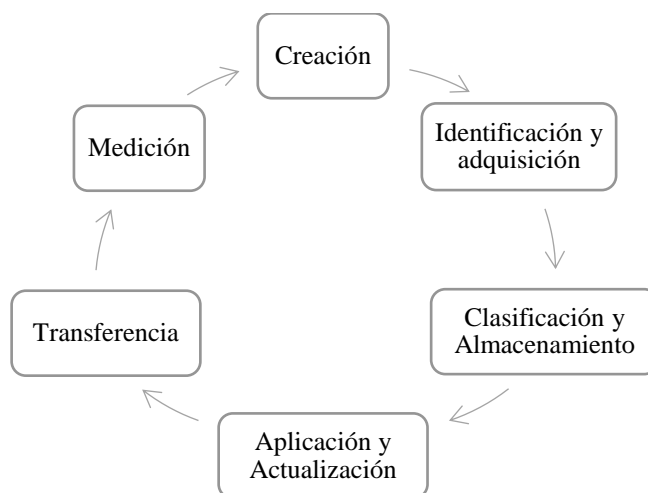 Creación
Identificación y
adquisición
Clasificación y
Almacenamiento
Aplicación y
Actualización
Transferencia
Medición